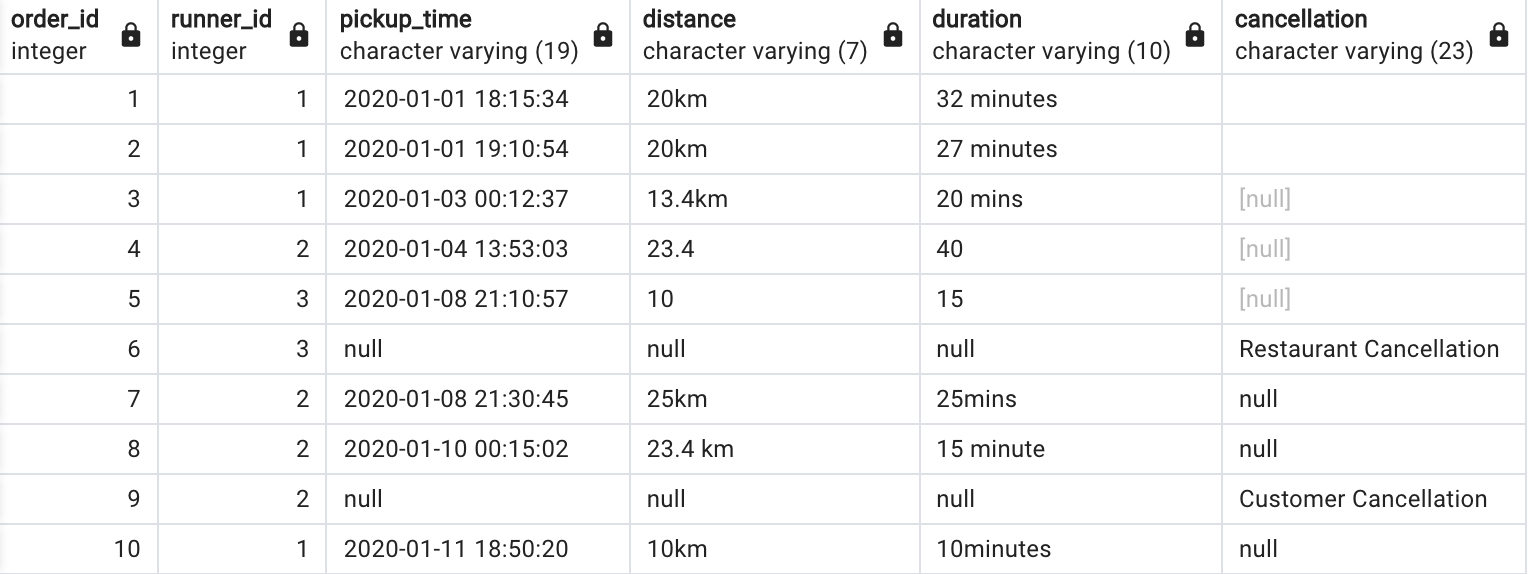 order_id runner_id pickup_time distance duration cancellation
integer integer character varying (19) character varying (7) character varying (10) character varying (23)
1 1 2020-01-01 18:15:34 20km 32 minutes
2 1 2020-01-01 19:10:54 20km 27 minutes
3 1 2020-01-03 00:12:37 13.4km 20 mins [null]
4 2 2020-01-04 13:53:03 23.4 40 [null]
5 3 2020-01-08 21:10:57 10 15 [null]
6 3 null null null Restaurant Cancellation
7 2 2020-01-08 21:30:45 25km 25mins null
8 2 2020-01-10 00:15:02 23.4 km 15 minute null
9 2 null null null Customer Cancellation
10 1 2020-01-11 18:50:20 10km 10minutes null